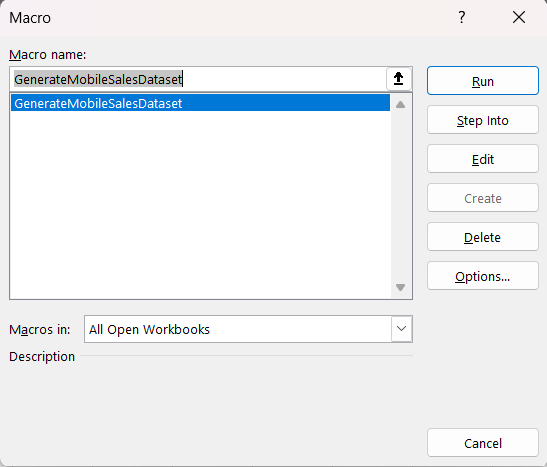 Macro
?
Macro name:
GenerateMobileSalesDataset
GenerateMobileSalesDataset
Run
Step Into
Edit
Create
Delete
Options...
Macros in:
All Open Workbooks
Description
Cancel